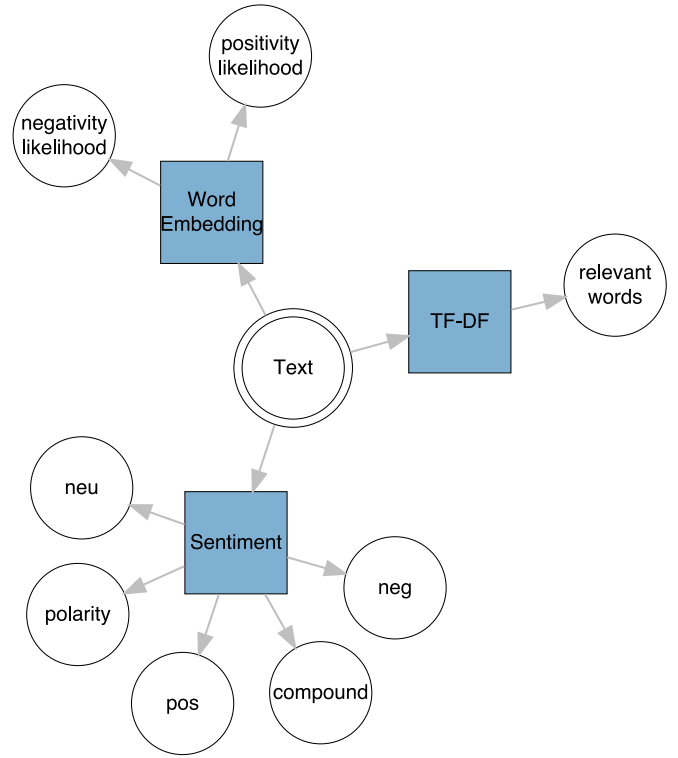 positivity
likelihood
negativity
likelihood
Word
Embedding
relevant
words
TF-DF
Text
neu
Sentiment
neg
polarity
compound
pos